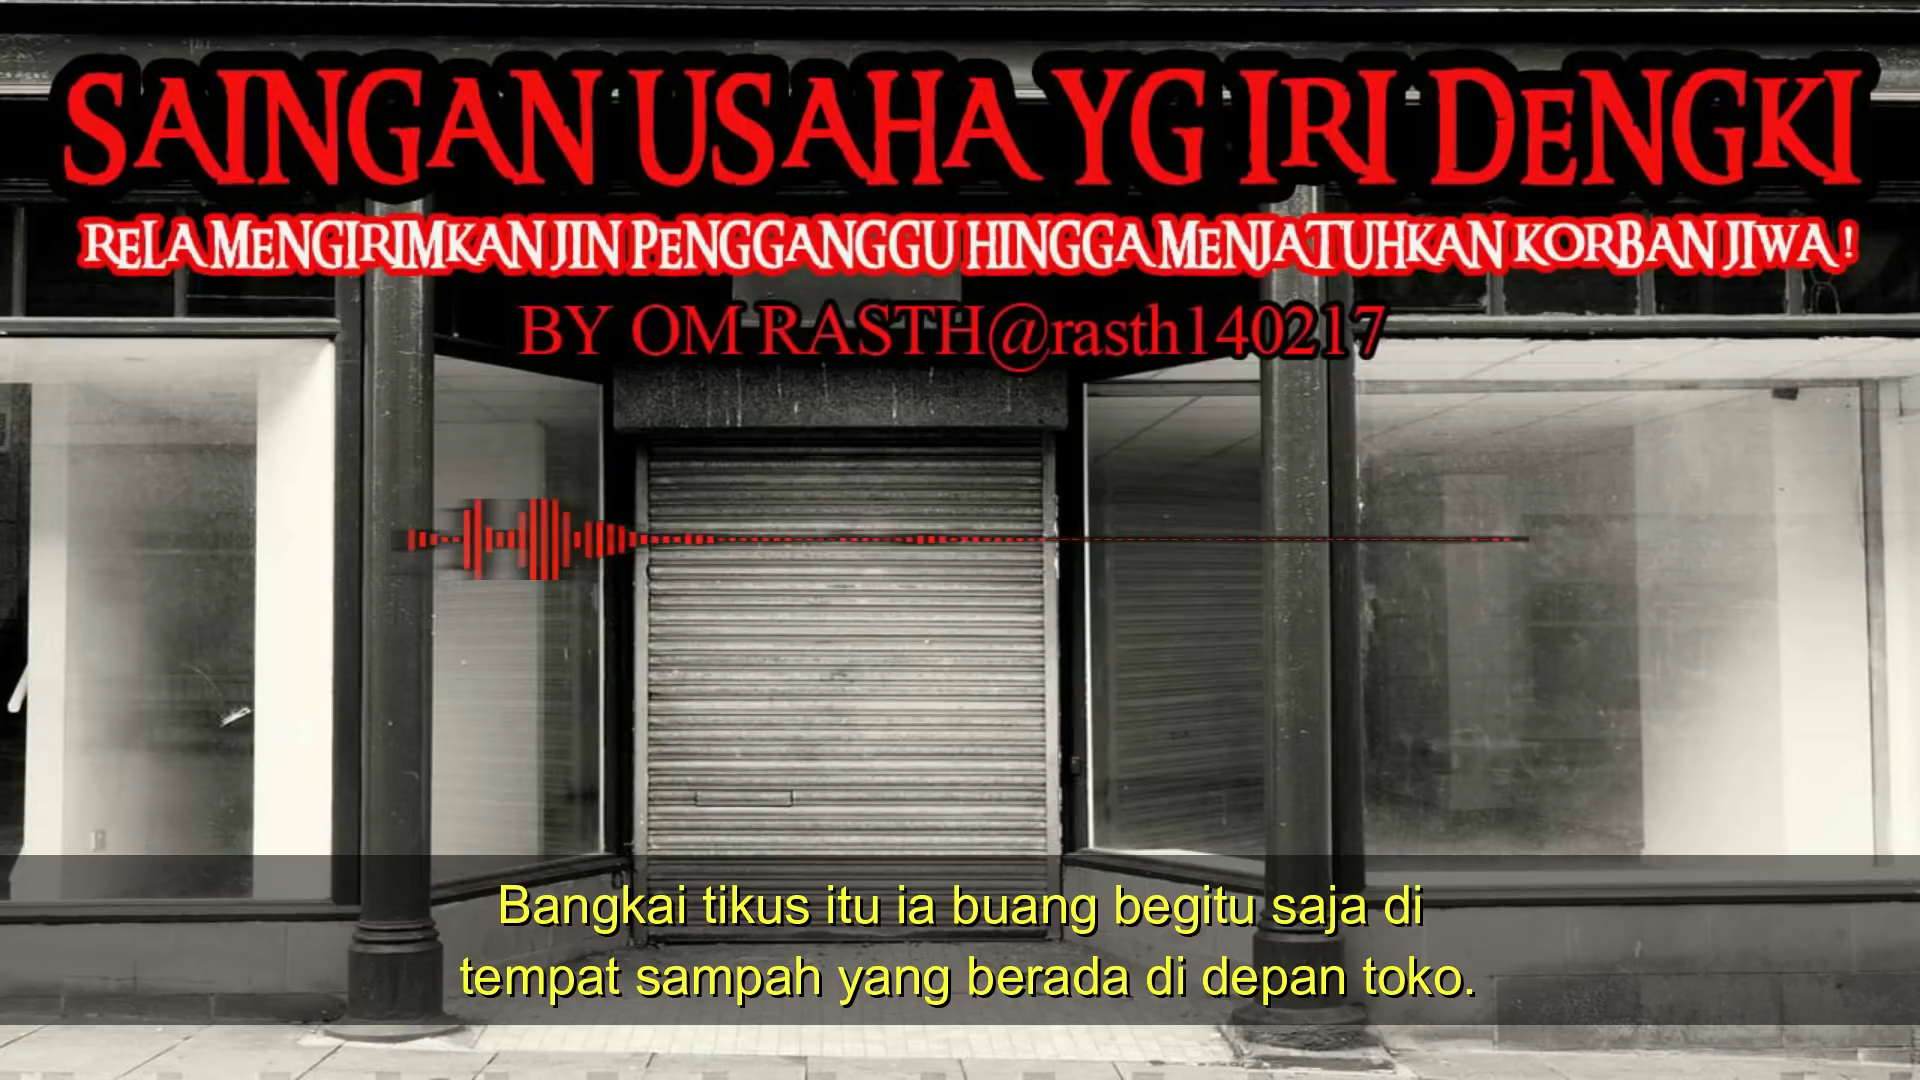 SAINGAN USAHA YG IRI DENGKI
RELA MENGIRIMKAN JIN PENGGANGGU HINGGA MENJATUHKAN KORBAN JIWA !
BY OM RASTH@rasth140217
Bangkai tikus itu ia buang begitu saja di
tempat sampah yang berada di depan toko.